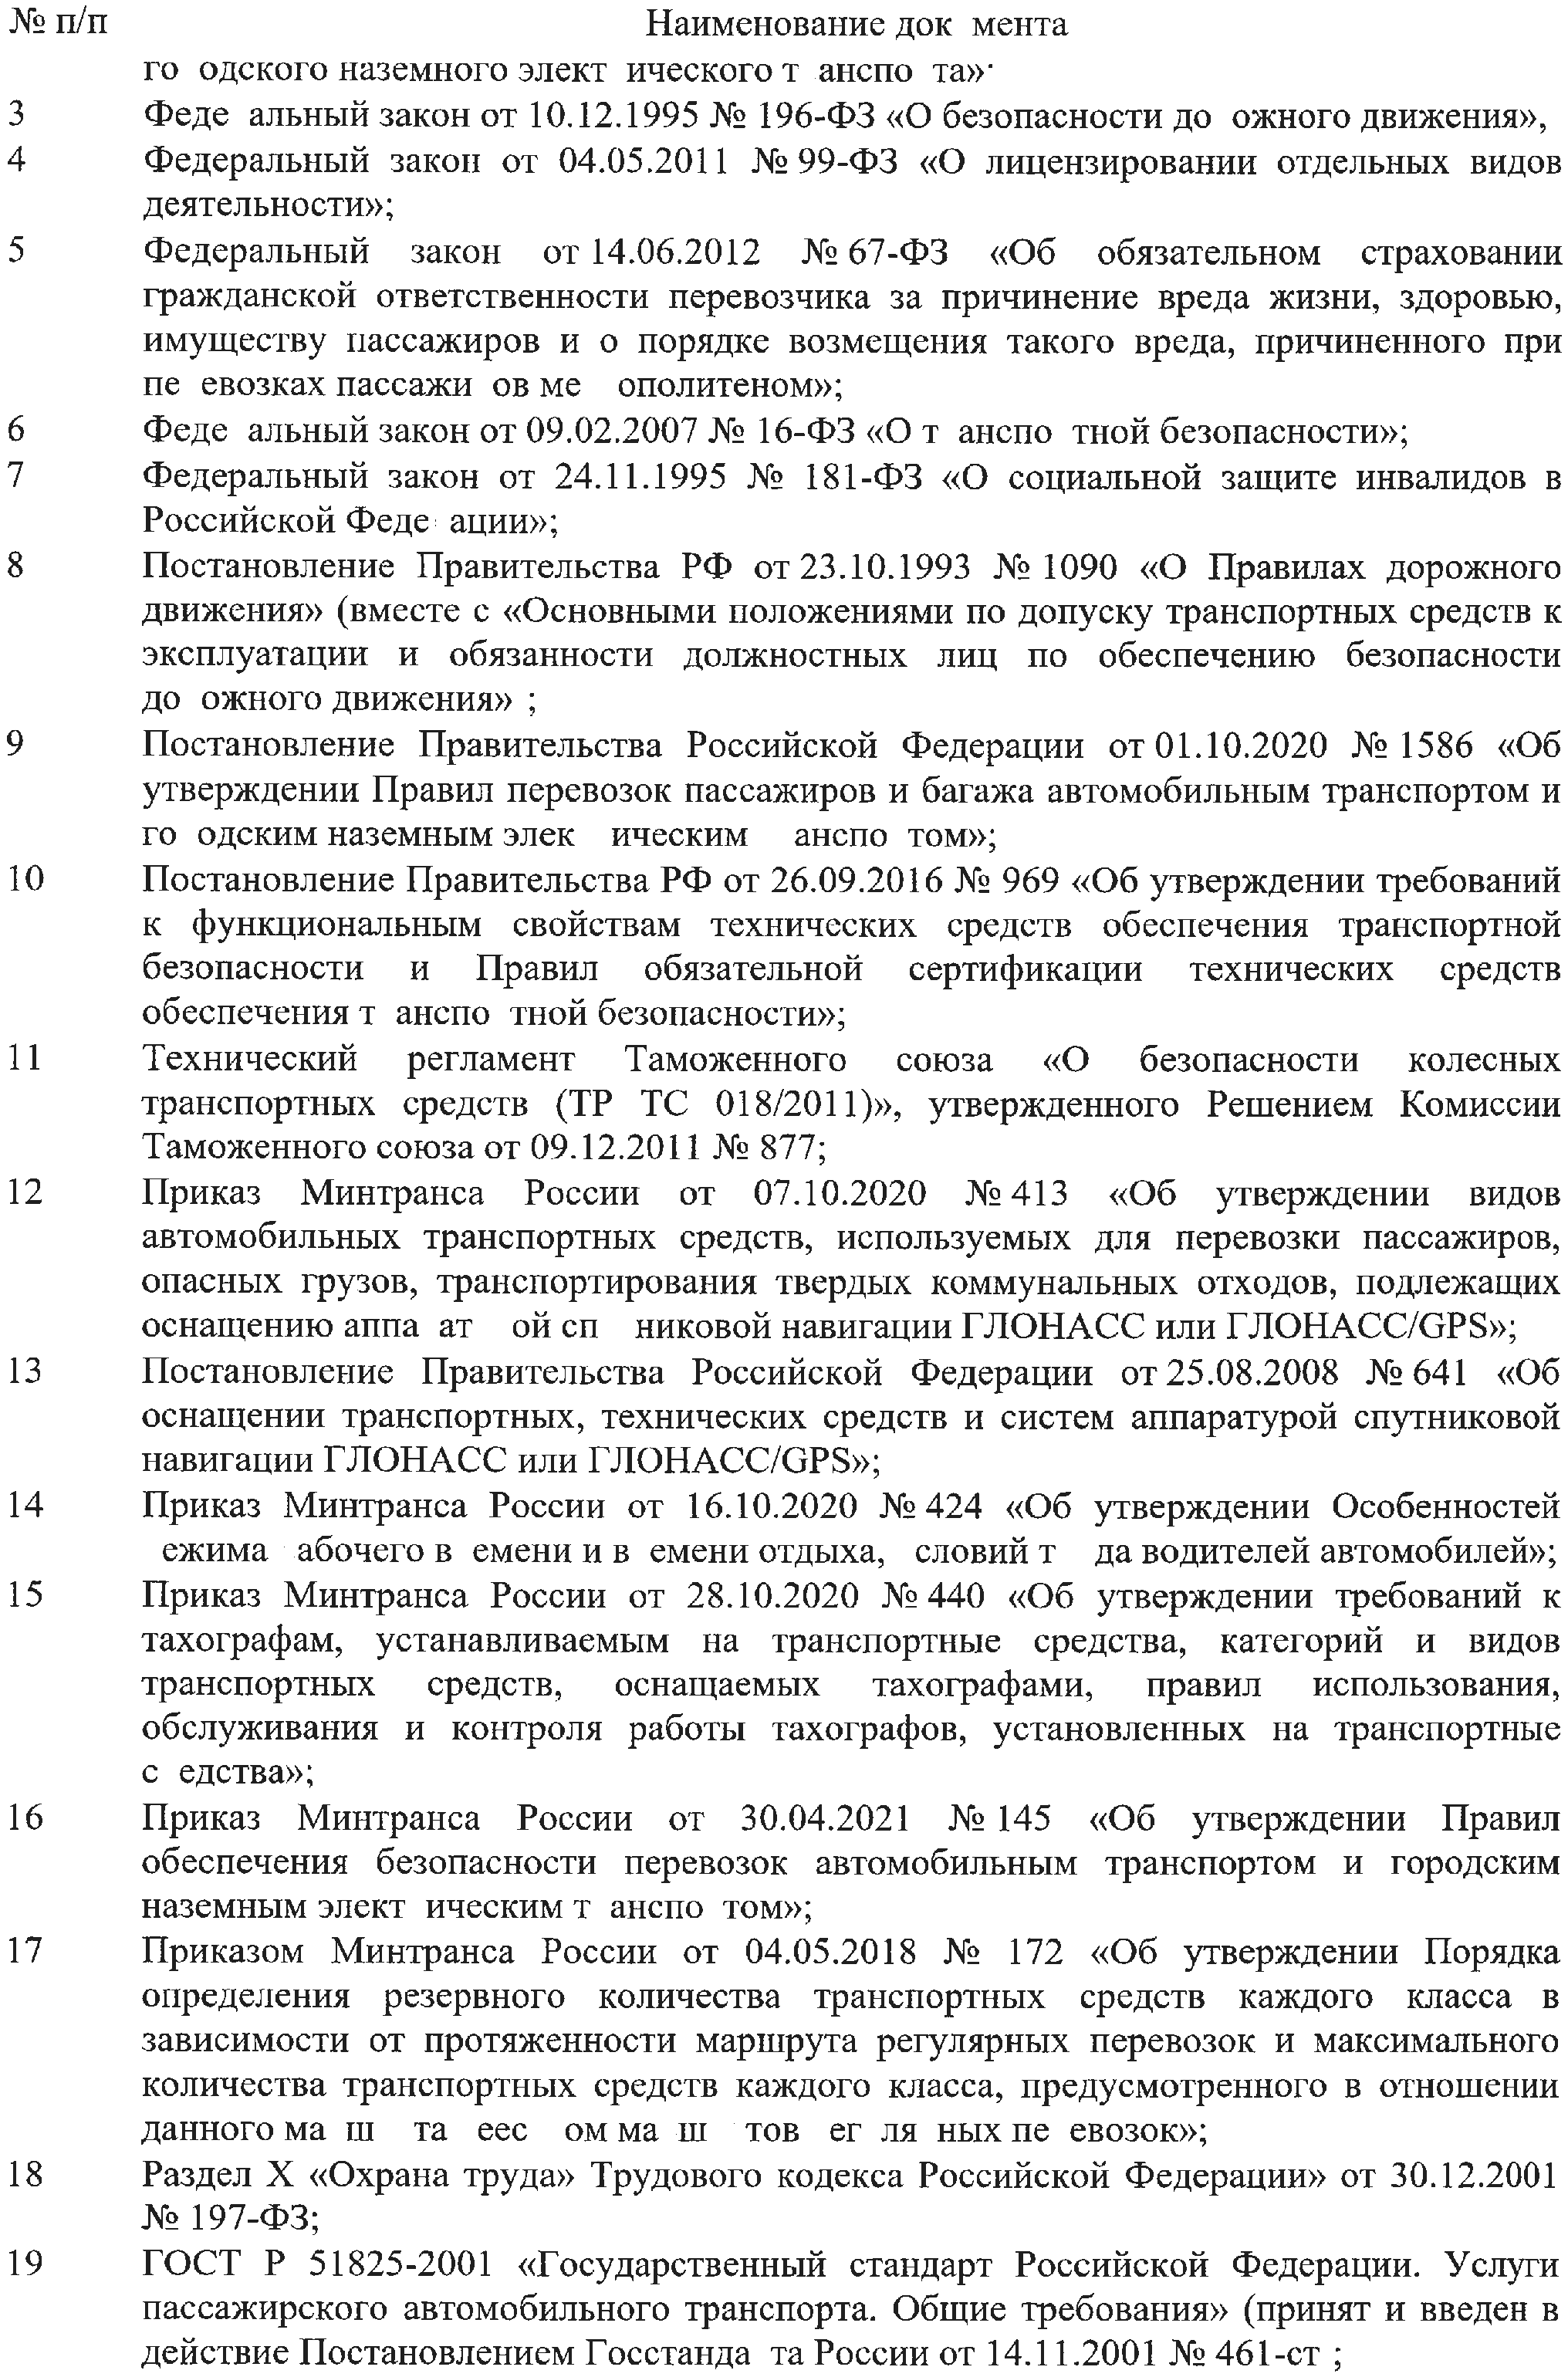 № п/п Наименование док мента
го одского наземного элект ического т анспо та»·
3 Феде альный закон от 10.12.1995 № 196-ФЗ «О безопасности до ожного движения»,
4 Федеральный закон от 04.05.2011 № 99-ФЗ «О лицензировании отдельных видов
деятельности»;
5 Федеральный закон от 14.06.2012 № 67-ФЗ «Об обязательном страховании
гражданской ответственности перевозчика за причинение вреда жизни, здоровью,
имуществу пассажиров и о порядке возмещения такого вреда, причиненного при
пе евозках пассажи ов ме ополитеном»;
6 Феде альный закон от 09.02.2007 № 16-ФЗ «О т анспо тной безопасности»;
7 Федеральный закон от 24.11.1995 № 181-ФЗ «О социальной защите инвалидов в
Российской Феде ации»;
8 Постановление Правительства РФ от 23.10.1993 № 1090 «О Правилах дорожного
движения» (вместе с «Основными положениями по допуску транспортных средств к
эксплуатации и обязанности должностных лиц по обеспечению безопасности
до ожного движения» ;
9 Постановление Правительства Российской Федерации от 01.10.2020 № 1586 «Об
утверждении Правил перевозок пассажиров и багажа автомобильным транспортом и
го одским наземным элек ическим анспо том»;
10 Постановление Правительства РФ от 26.09.2016 № 969 «Об утверждении требований
к функциональным свойствам технических средств обеспечения транспортной
безопасности и Правил обязательной сертификации технических средств
обеспечения т анспо тной безопасности»;
11 Технический регламент Таможенного союза «О безопасности колесных
транспортных средств (ТР ТС 018/2011)», утвержденного Решением Комиссии
Таможенного союза от 09.12.2011 № 877;
12 Приказ Минтранса России от 07.10.2020 № 413 «Об утверждении видов
автомобильных транспортных средств, используемых для перевозки пассажиров,
опасных грузов, транспортирования твердых коммунальных отходов, подлежащих
оснащению аппа ат ой сп никовой навигации ГЛОНАСС или ГЛОНАСС/GPS»;
13 Постановление Правительства Российской Федерации от 25.08.2008 № 641 «Об
оснащении транспортных, технических средств и систем аппаратурой спутниковой
навигации ГЛОНАСС или ГЛОНАСС/GPS»;
14 Приказ Минтранса России от 16.10.2020 № 424 «Об утверждении Особенностей
ежима абочего в емени и в емени отдыха, словий т да водителей автомобилей»;
15 Приказ Минтранса России от 28.10.2020 № 440 «Об утверждении требований к
тахографам, устанавливаемым на транспортные средства, категорий и видов
транспортных средств, оснащаемых тахографами, правил использования,
обслуживания и контроля работы тахографов, установленных на транспортные
с едства»;
16 Приказ Минтранса России от 30.04.2021 № 145 «Об утверждении Правил
обеспечения безопасности перевозок автомобильным транспортом и городским
наземным элект ическим т анспо том»;
17 Приказом Минтранса России от 04.05.2018 № 172 «Об утверждении Порядка
определения резервного количества транспортных средств каждого класса в
зависимости от протяженности маршрута регулярных перевозок и максимального
количества транспортных средств каждого класса, предусмотренного в отношении
данного ма ш та еес ом ма ш тов ег ля ных пе евозок»;
18 Раздел X «Охрана труда» Трудового кодекса Российской Федерации» от 30.12.2001
№ 197-ФЗ;
19 ГОСТ Р 51825-2001 «Государственный стандарт Российской Федерации. Услуги
пассажирского автомобильного транспорта. Общие требования» (принят и введен в
действие Постановлением Госстанда та России от 14.11.2001 № 461-ст ;